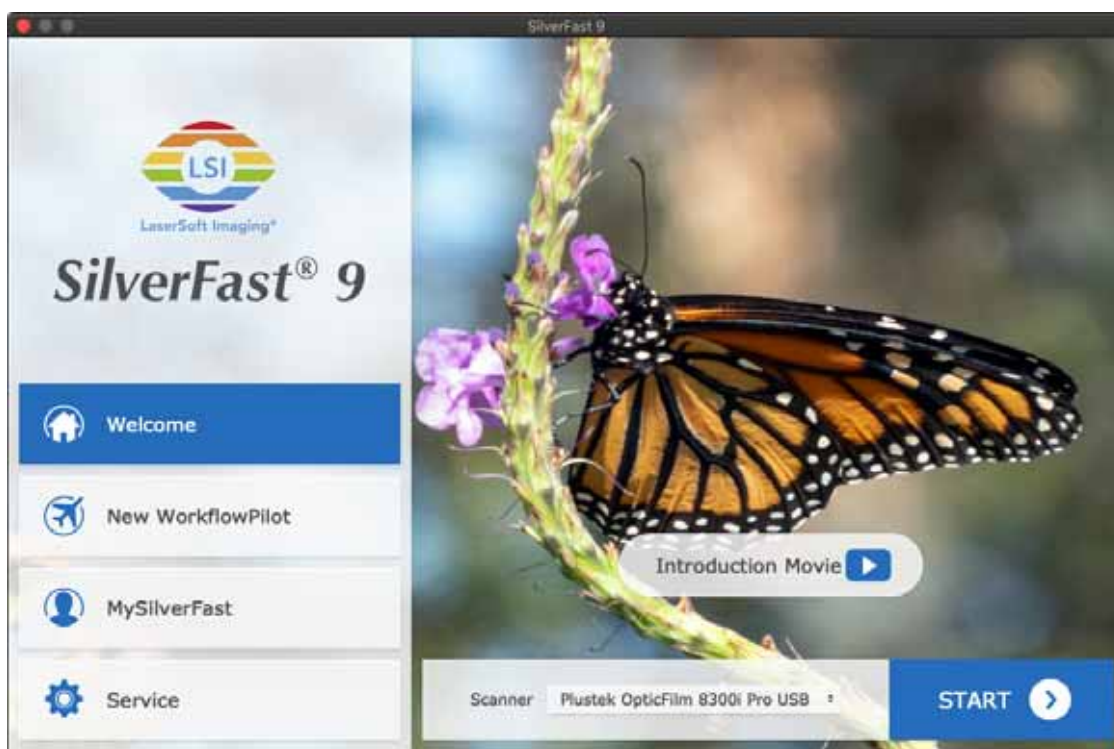 SilverFast 9
LSI
LaserSoft Imaging®
SilverFast® 9
Welcome
New WorkflowPilot
MySilverFast
Service
Introduction Movie
Scanner Plustek OpticFilm 8300i Pro USB
START